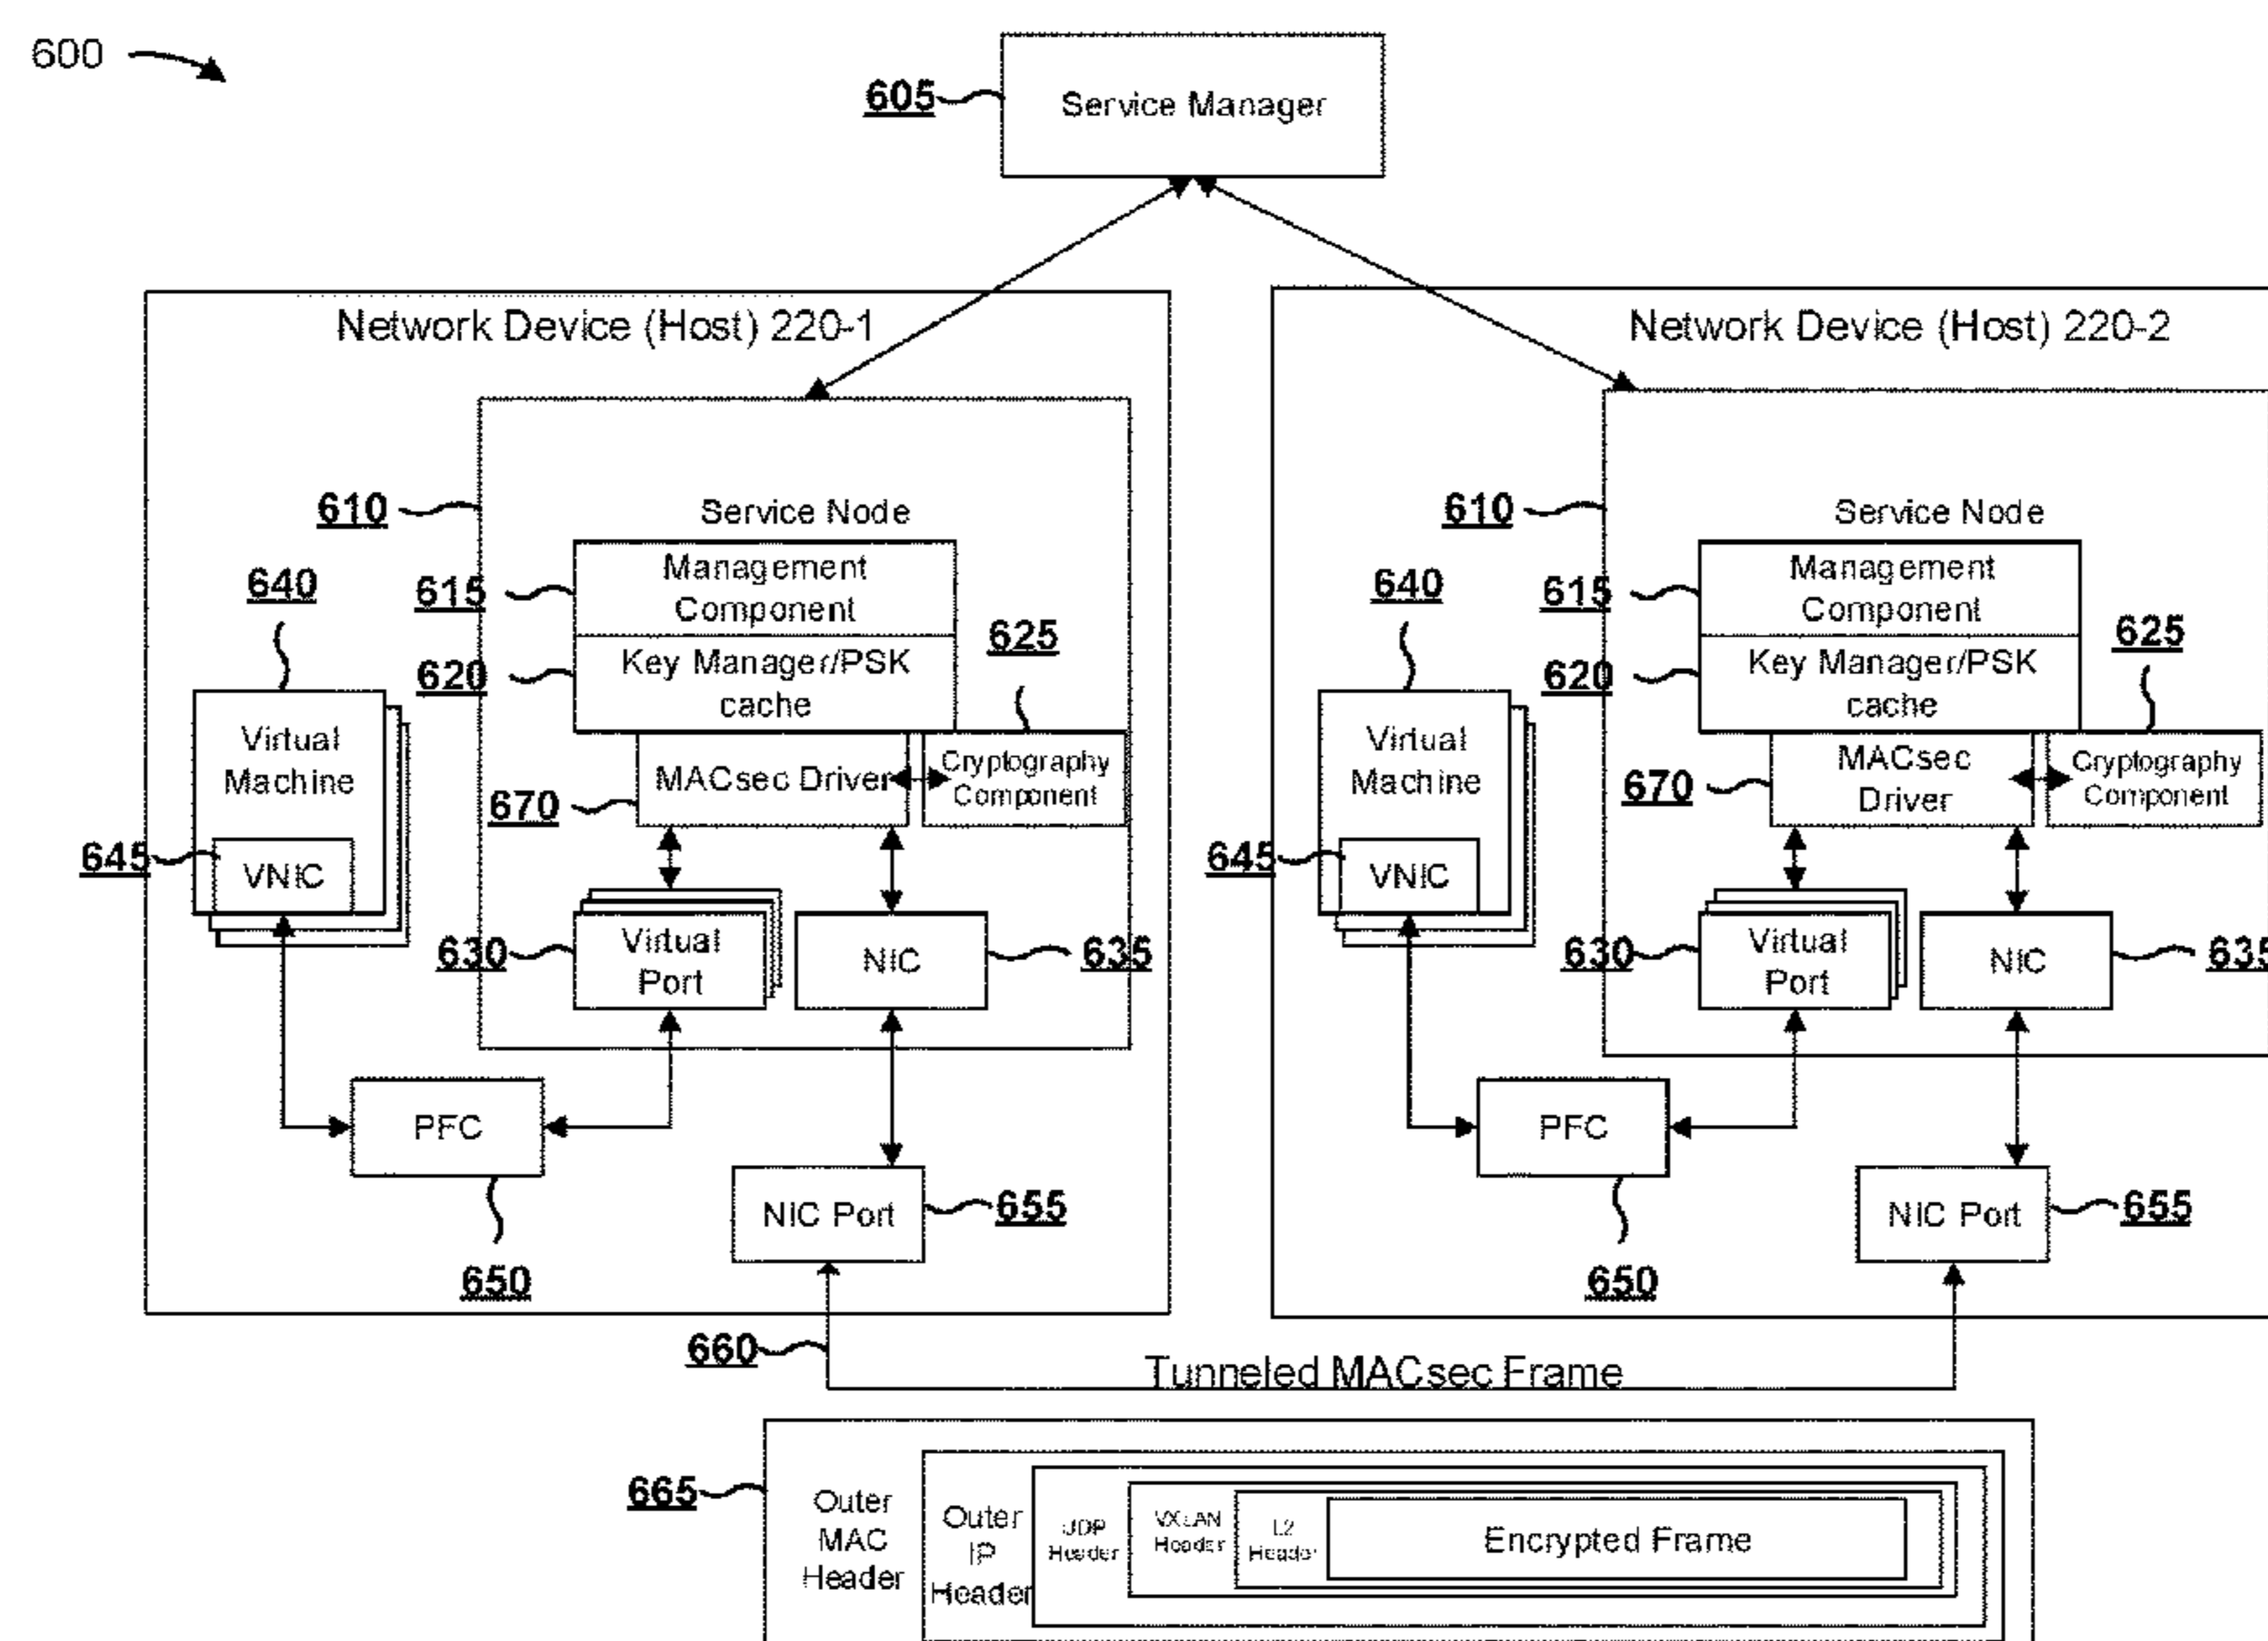 600
605
Service Manager
Network Device (Host) 220-1
610
Service Node
615
Management
Component
620
Key Manager/PSK
cache
625
640
Virtual
Machine
645
VNIC
670
MACsec Driver
Cryptography
Component
630
Virtual
Port
NIC
635
PFC
650
NIC Port
655
Network Device (Host) 220-2
610
Service Node
615
Management
Component
620
Key Manager/PSK
cache
625
640
Virtual
Machine
645
VNIC
670
MACsec
Driver
Cryptography
Component
630
Virtual
Port
NIC
635
PFC
650
NIC Port
655
660
Tunneled MACsec Frame
665
Outer
MAC
Header
Outer
IP
Header
UDP
Header
VXLAN
Header
L2
Header
Encrypted Frame